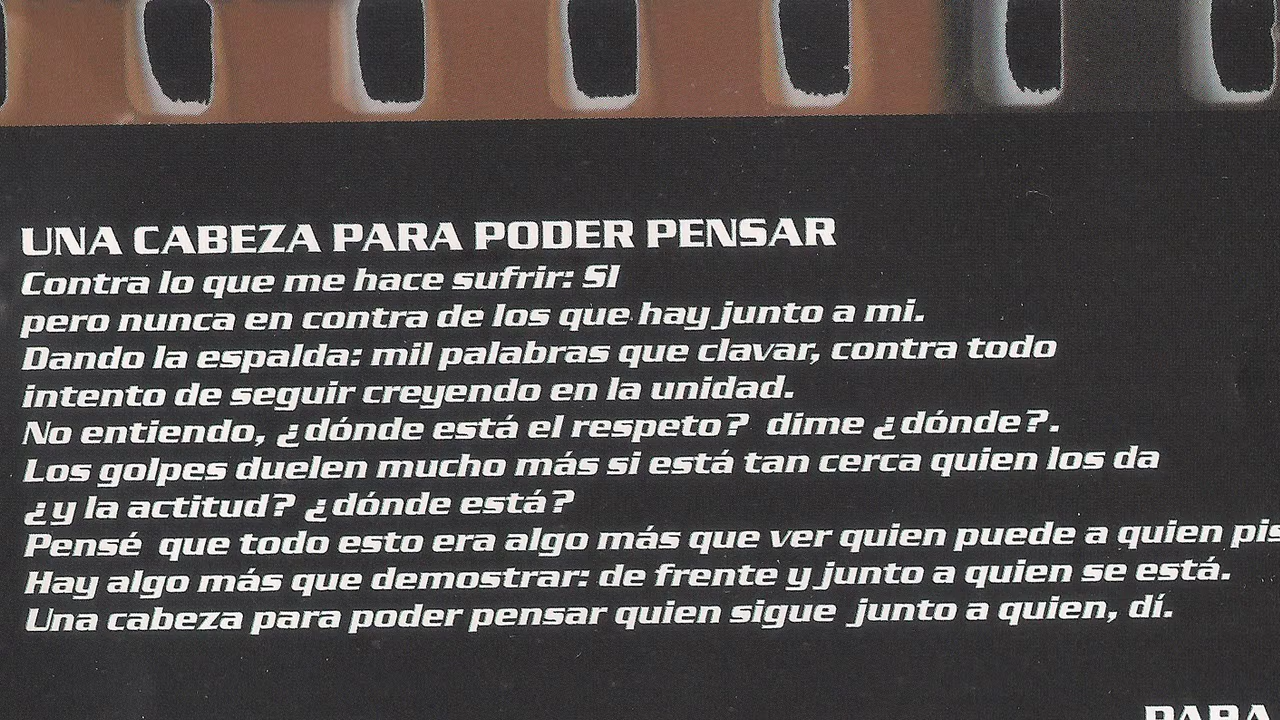 UNA CABEZA PARA PODER PENSAR
Contra lo que me hace sufrir: SI
pero nunca en contra de los que hay junto a mi.
Dando la espalda: mil palabras que clavar, contra todo
intento de seguir creyendo en la unidad.
No entiendo, ¿dónde está el respeto? dime ¿dónde?.
Los golpes duelen mucho más si está tan cerca quien los da
¿y la actitud? ¿dónde está?
Pensé que todo esto era algo más que ver quien puede a quien pis
Hay algo más que demostrar: de frente y junto a quien se está.
Una cabeza para poder pensar quien sigue junto a quien, dí.
PARA